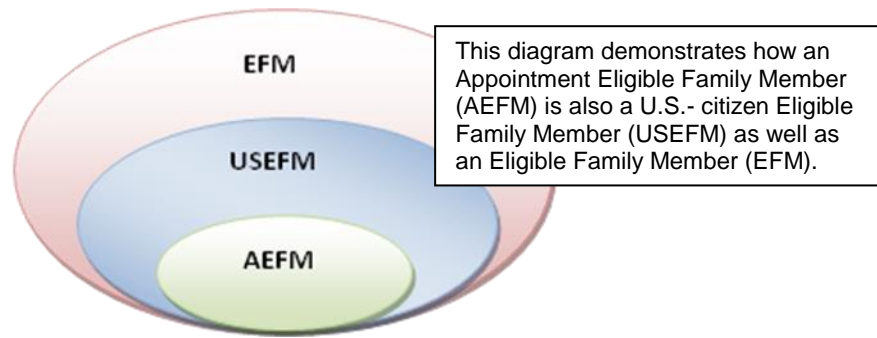 EFM
This diagram demonstrates how an
Appointment Eligible Family Member
(AEFM) is also a U.S.- citizen Eligible
Family Member (USEFM) as well as
an Eligible Family Member (EFM).
USEFM
AEFM